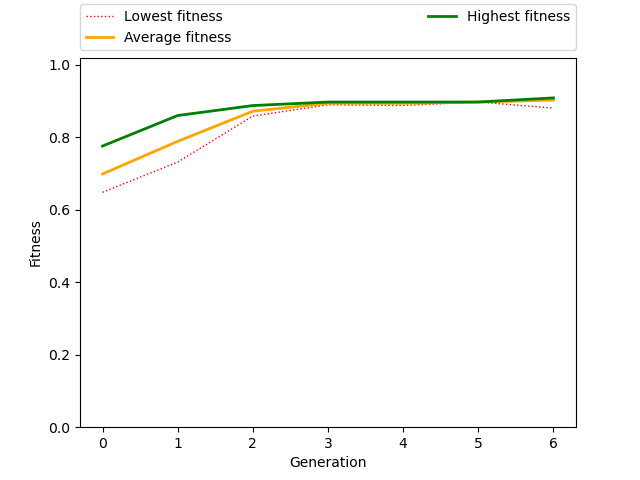 Lowest fitness
Average fitness
Highest fitness
1.0
0.8
0.6
0.4
0.2
0.0
Fitness
0 1 2 3 4 5 6
Generation